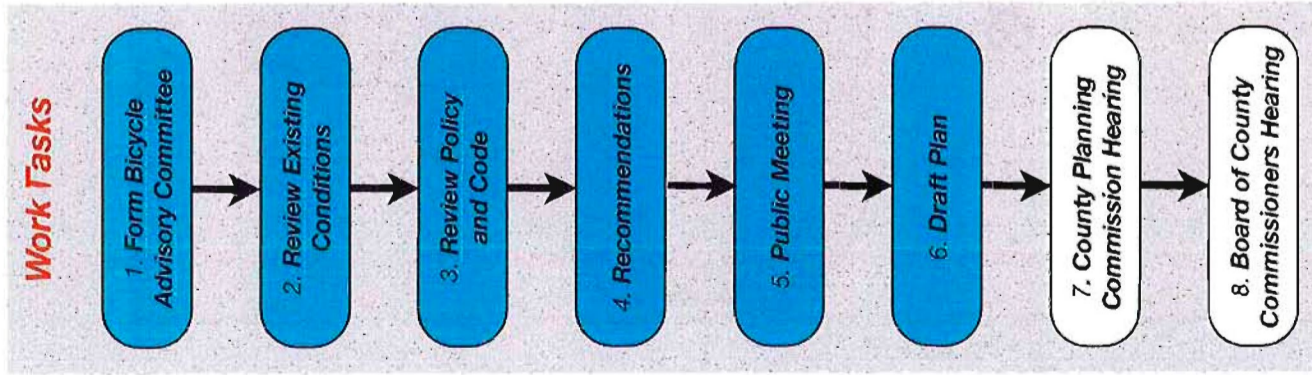 Work Tasks
1. Form Bicycle
Advisory Committee
2. Review Existing
Conditions
3. Review Policy
and Code
4. Recommendations
5. Public Meeting
6. Draft Plan
7. County Planning
Commission Hearing
8. Board of County
Commissioners Hearing